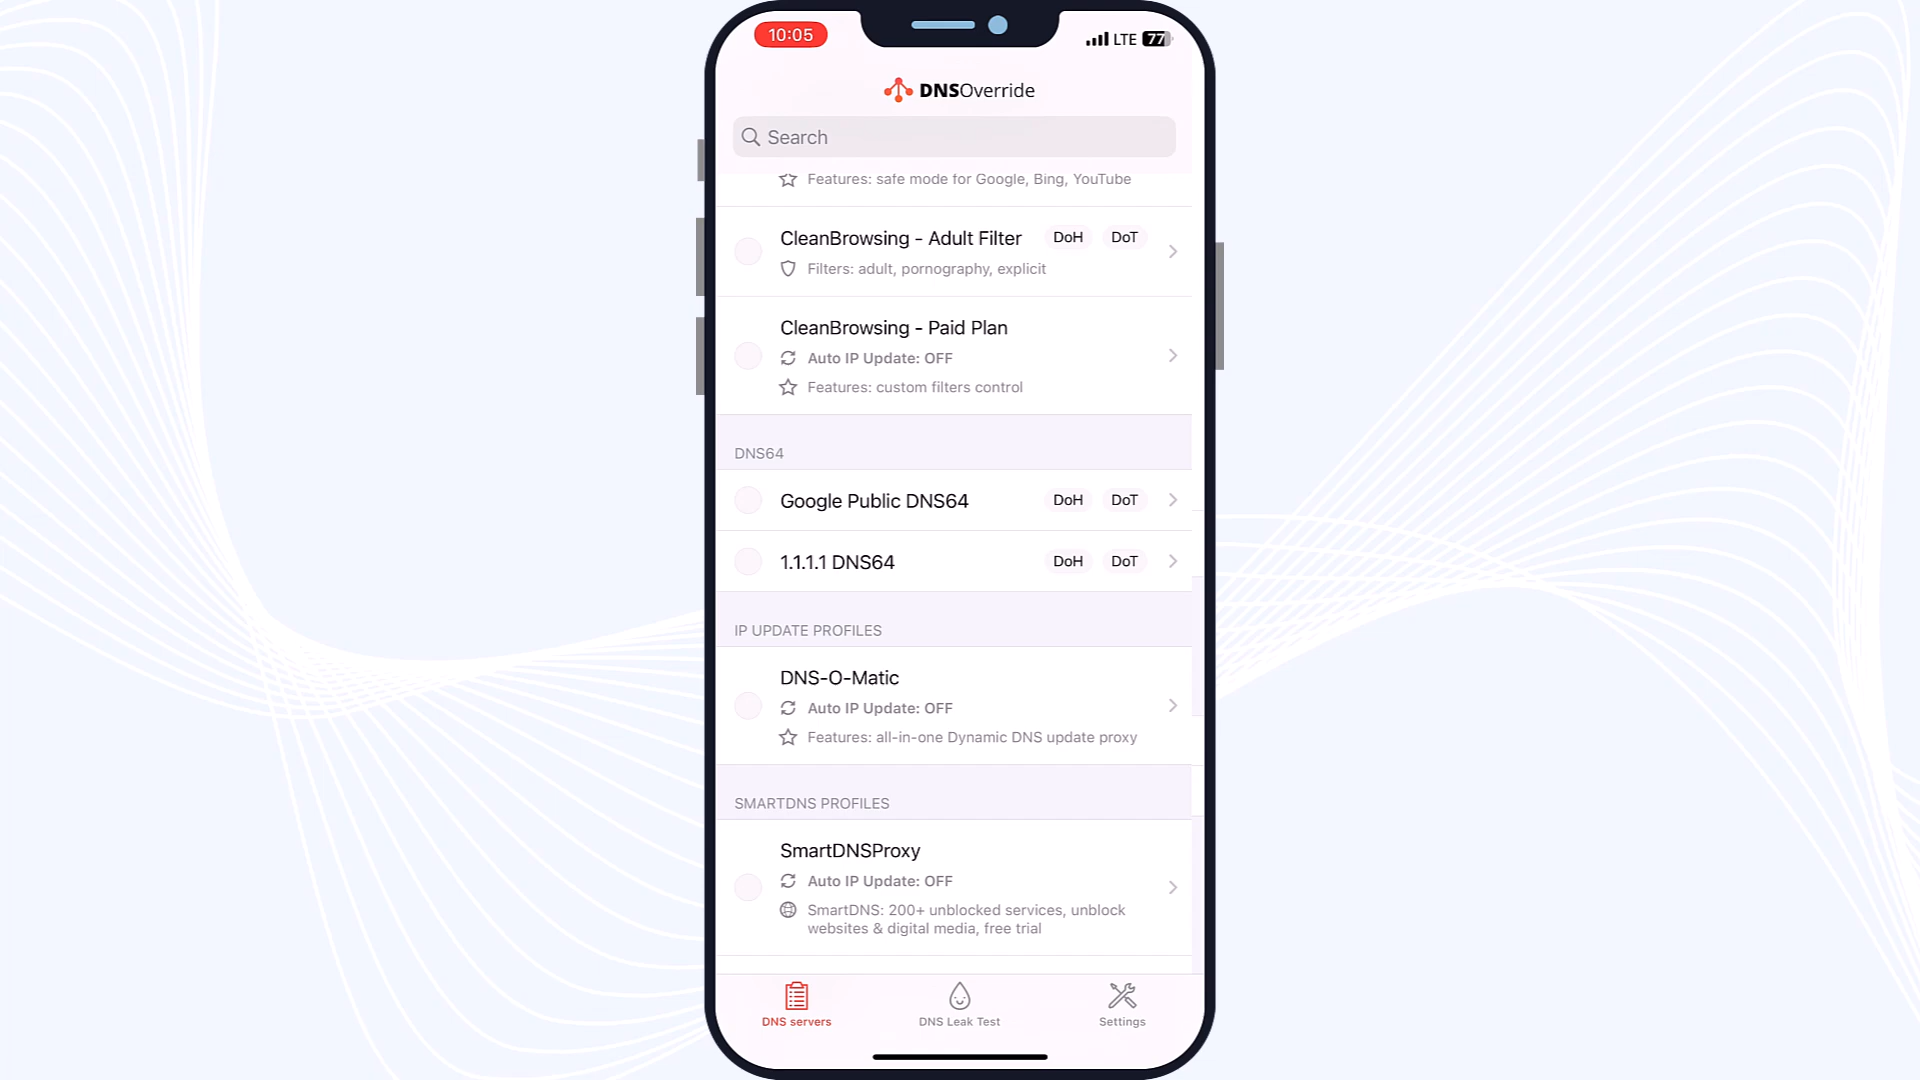 10:05
LTE 77
DNSOverride
Search
Features: safe mode for Google, Bing, YouTube
CleanBrowsing - Adult Filter DoH DoT
Filters: adult, pornography, explicit
CleanBrowsing - Paid Plan
Auto IP Update: OFF
Features: custom filters control
DNS64
Google Public DNS64 DoH DoT
1.1.1.1 DNS64 DoH DoT
IP UPDATE PROFILES
DNS-O-Matic
Auto IP Update: OFF
Features: all-in-one Dynamic DNS update proxy
SMARTDNS PROFILES
SmartDNSProxy
Auto IP Update: OFF
SmartDNS: 200+ unblocked services, unblock
websites & digital media, free trial
DNS servers
DNS Leak Test
Settings